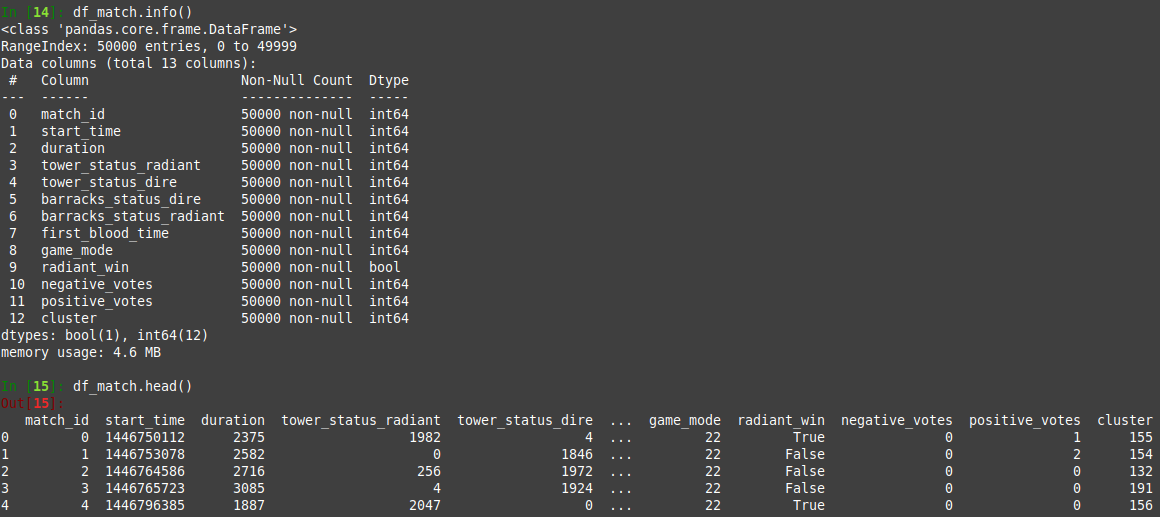 In [14]: df_match.info()
<class 'pandas.core.frame.DataFrame'>
RangeIndex: 50000 entries, 0 to 49999
Data columns (total 13 columns):
 #   Column                   Non-Null Count  Dtype
---  ------                   --------------  -----
 0   match_id                 50000 non-null  int64
 1   start_time               50000 non-null  int64
 2   duration                 50000 non-null  int64
 3   tower_status_radiant     50000 non-null  int64
 4   tower_status_dire        50000 non-null  int64
 5   barracks_status_dire     50000 non-null  int64
 6   barracks_status_radiant  50000 non-null  int64
 7   first_blood_time         50000 non-null  int64
 8   game_mode                50000 non-null  int64
 9   radiant_win              50000 non-null  bool
 10  negative_votes           50000 non-null  int64
 11  positive_votes           50000 non-null  int64
 12  cluster                  50000 non-null  int64
dtypes: bool(1), int64(12)
memory usage: 4.6 MB
In [15]: df_match.head()
Out[15]:
   match_id  start_time  duration  tower_status_radiant  tower_status_dire  ...  game_mode  radiant_win  negative_votes  positive_votes  cluster
0         0  1446750112      2375                  1982                  4  ...         22         True               0               1      155
1         1  1446753078      2582                     0               1846  ...         22        False               0               2      154
2         2  1446764586      2716                   256               1972  ...         22        False               0               0      132
3         3  1446765723      3085                     4               1924  ...         22        False               0               0      191
4         4  1446796385      1887                  2047                  0  ...         22         True               0               0      156